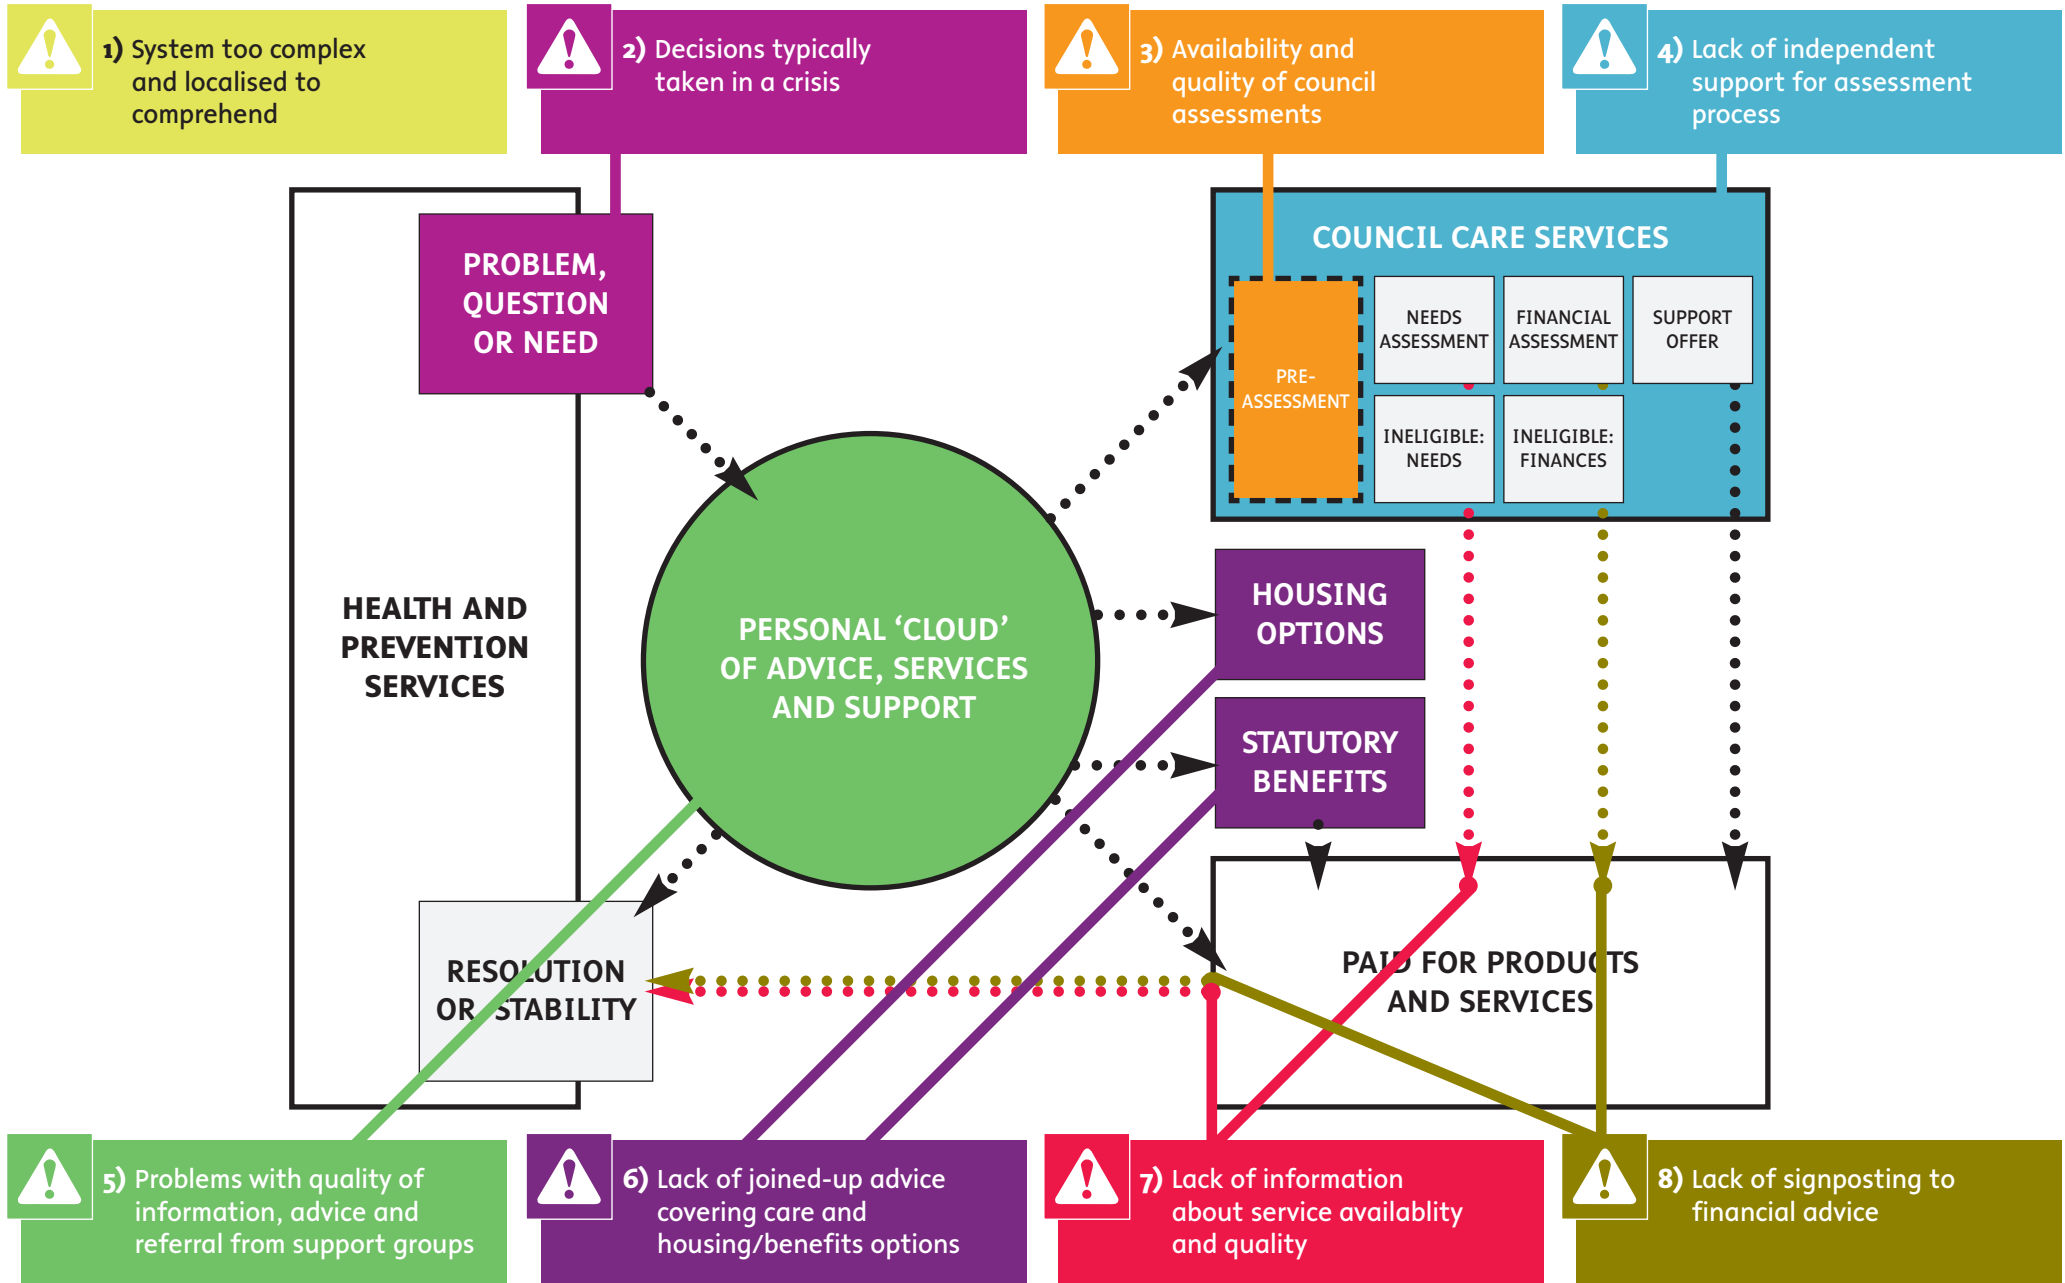 1) System too complex
and localised to
comprehend
2) Decisions typically
taken in a crisis
3) Availability and
quality of council
assessments
4) Lack of independent
support for assessment
process
PROBLEM,
QUESTION
OR NEED
COUNCIL CARE SERVICES
PRE-
ASSESSMENT
NEEDS
ASSESSMENT
FINANCIAL
ASSESSMENT
SUPPORT
OFFER
INELIGIBLE:
NEEDS
INELIGIBLE:
FINANCES
HEALTH AND
PREVENTION
SERVICES
PERSONAL ‘CLOUD’
OF ADVICE, SERVICES
AND SUPPORT
HOUSING
OPTIONS
STATUTORY
BENEFITS
RESOLUTION
OR STABILITY
PAID FOR PRODUCTS
AND SERVICES
5) Problems with quality of
information, advice and
referral from support groups
6) Lack of joined-up advice
covering care and
housing/benefits options
7) Lack of information
about service availablity
and quality
8) Lack of signposting to
financial advice